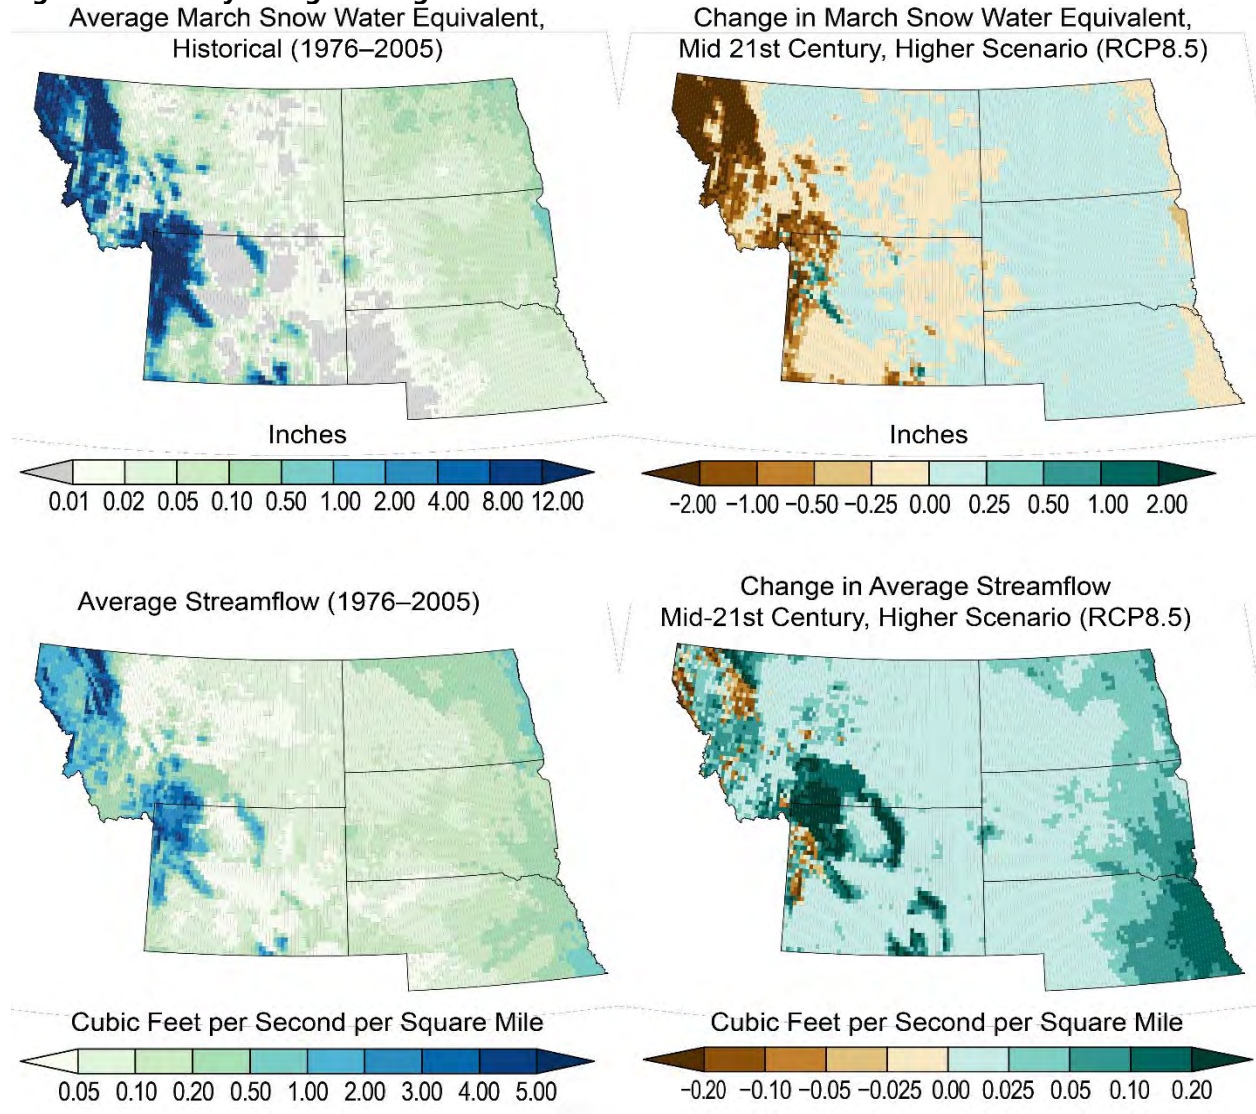 Average March Snow Water Equivalent,
Historical (1976–2005)
Change in March Snow Water Equivalent,
Mid 21st Century, Higher Scenario (RCP8.5)
Inches
0.01 0.02 0.05 0.10 0.50 1.00 2.00 4.00 8.00 12.00
Inches
−2.00 −1.00 −0.50 −0.25 0.00 0.25 0.50 1.00 2.00
Average Streamflow (1976–2005)
Change in Average Streamflow
Mid-21st Century, Higher Scenario (RCP8.5)
Cubic Feet per Second per Square Mile
0.05 0.10 0.20 0.50 1.00 2.00 3.00 4.00 5.00
Cubic Feet per Second per Square Mile
−0.20 −0.10 −0.05 −0.025 0.00 0.025 0.05 0.10 0.20